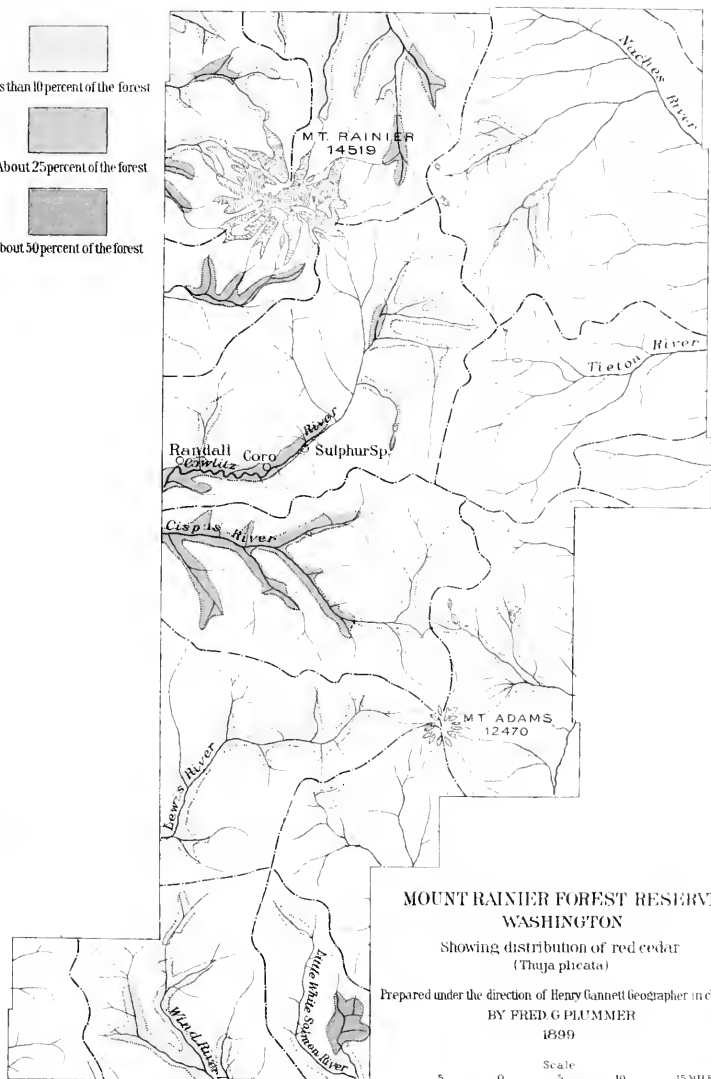 s than 10 percent of the forest
About 25 percent of the forest
bout 50 percent of the forest
Naches
River
MT. RAINIER
14519
Tieton River
River
Randall
Coro
Sulphur Sp.
Cowlitz
Cispus River
MT ADAMS
12470
Lewis River
Little White Salmon River
Wind River
MOUNT RAINIER FOREST RESERV
WASHINGTON
Showing distribution of red cedar
(Thuja plicata)
Prepared under the direction of Henry Gannett Geographer in c
BY FRED. G PLUMMER
1899
Scale
5 0 5 10 15 MILE